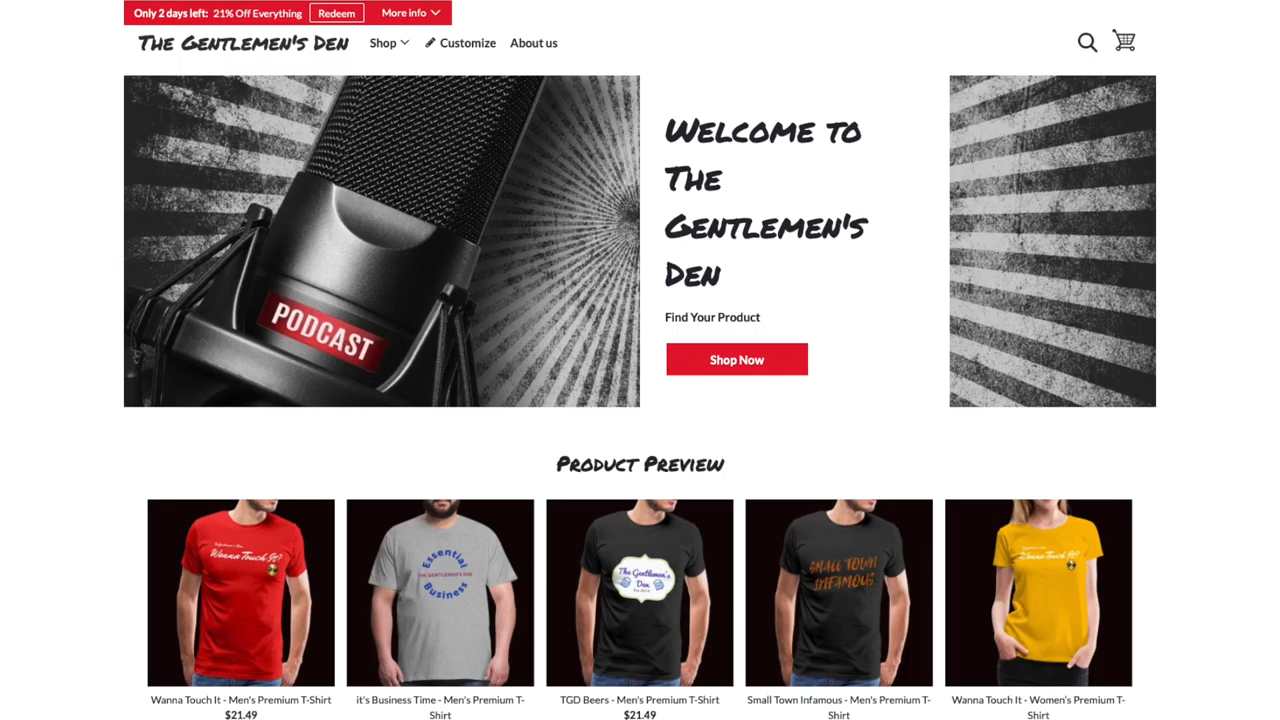 Only 2 days left: 21% Off Everything Redeem More info
The Gentlemen's Den Shop Customize About us
Welcome to
The
Gentlemen's
Den
Find Your Product
Shop Now
PODCAST
Product Preview
Wanna Touch It?
Essential
THE GENTLEMEN'S DEN
Business
The Gentlemen's
Den
SMALL TOWN
INFAMOUS
Wanna Touch It?
Wanna Touch It - Men's Premium T-Shirt
$21.49
it's Business Time - Men's Premium T-
Shirt
TGD Beers - Men's Premium T-Shirt
$21.49
Small Town Infamous - Men's Premium T-
Shirt
Wanna Touch It - Women's Premium T-
Shirt